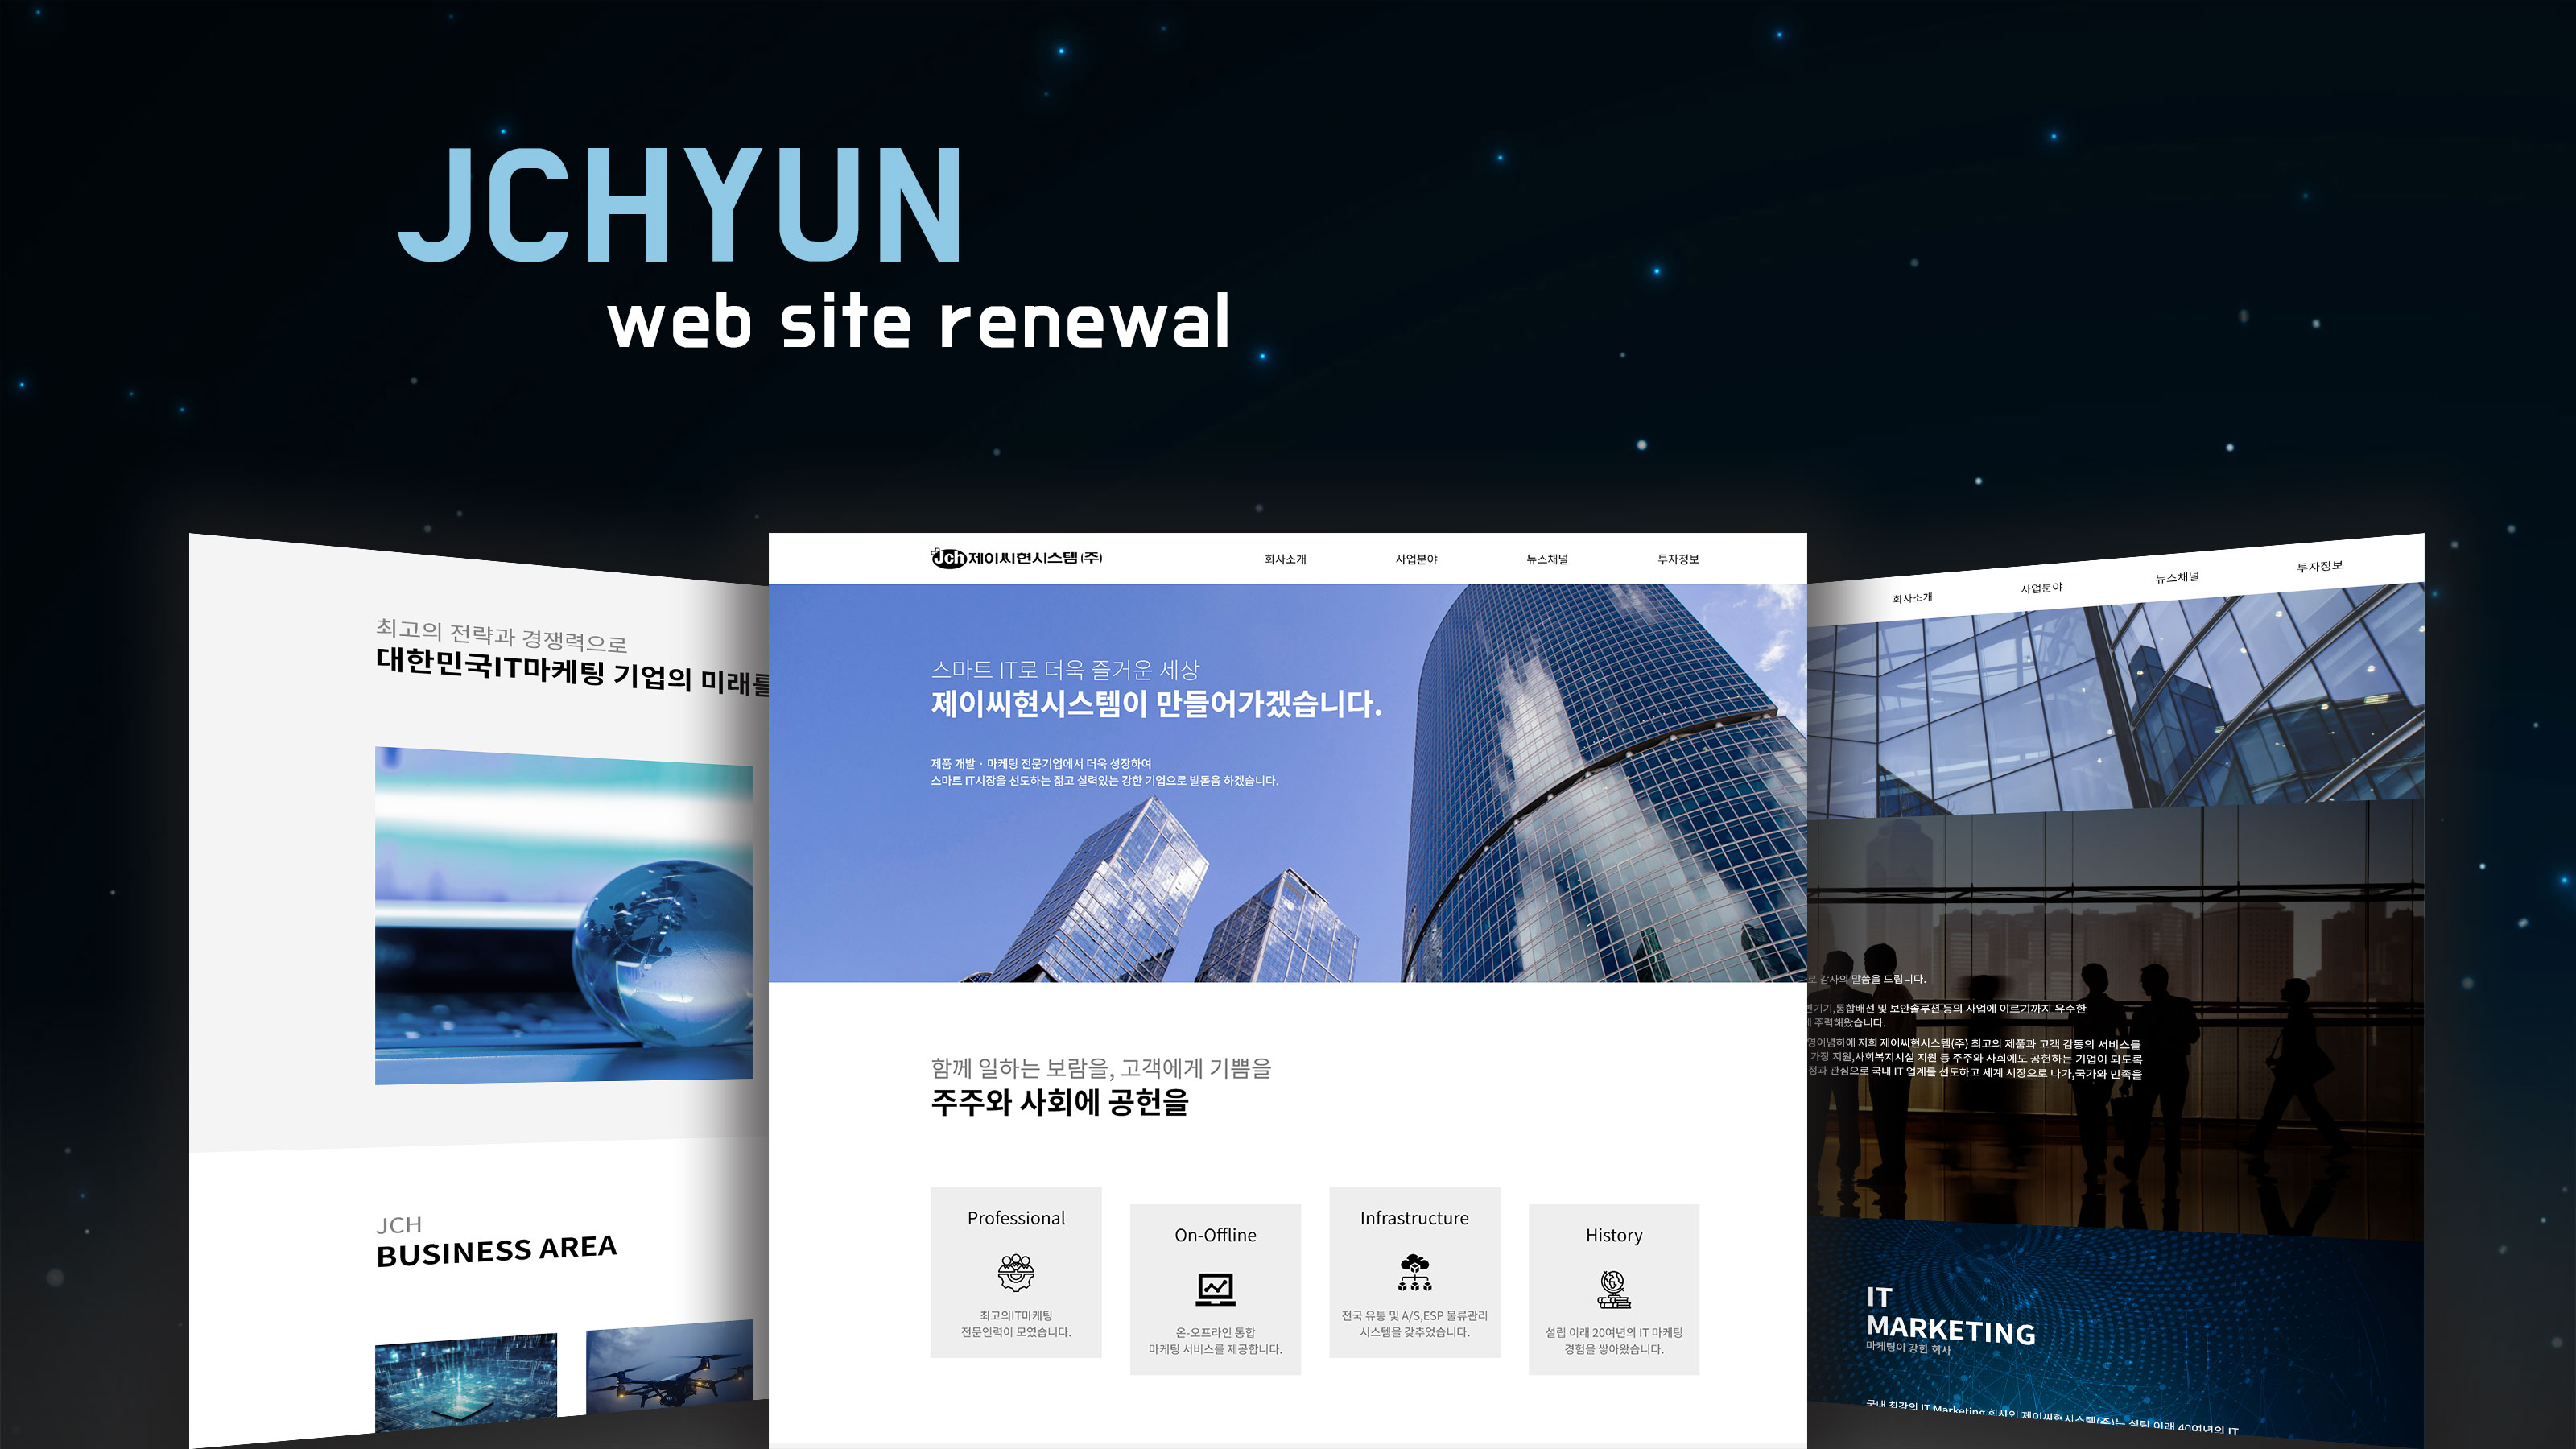 JCHYUN
web site renewal
최고의 전략과 경쟁력으로
대한민국IT마케팅 기업의 미래를
JCH
BUSINESS AREA
Jch 제이씨현시스템(주)
회사소개
사업분야
뉴스채널
투자정보
스마트 IT로 더욱 즐거운 세상
제이씨현시스템이 만들어가겠습니다.
제품 개발 · 마케팅 전문기업에서 더욱 성장하여
스마트 IT시장을 선도하는 젊고 실력있는 강한 기업으로 발돋움 하겠습니다.
함께 일하는 보람을, 고객에게 기쁨을
주주와 사회에 공헌을
Professional
최고의IT마케팅
전문인력이 모였습니다.
On-Offline
온-오프라인 통합
마케팅 서비스를 제공합니다.
Infrastructure
전국 유통 및 A/S,ESP 물류관리
시스템을 갖추었습니다.
History
설립 이래 20여년의 IT 마케팅
경험을 쌓아왔습니다.
회사소개
사업분야
뉴스채널
투자정보
로 감사의 말씀을 드립니다.
변기기,통합배선 및 보안솔루션 등의 사업에 이르기까지 유수한
주력해왔습니다.
영이념하에 저희 제이씨현시스템(주) 최고의 제품과 고객 감동의 서비스를
가장 지원,사회복지시설 지원 등 주주와 사회에도 공헌하는 기업이 되도록
정과 관심으로 국내 IT 업계를 선도하고 세계 시장으로 나가,국가와 민족을
IT
MARKETING
마케팅이 강한 회사
국내 최강의 IT Marketing 회사인 제이씨현시스템(주)는 설립 이래 40여년의 IT